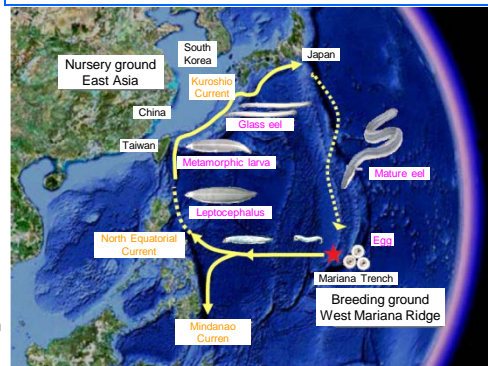 South
Korea
Japan
Nursery ground
East Asia
Kuroshio
Current
China
Glass eel
Taiwan
Metamorphic larva
Mature eel
Leptocephalus
North Equatorial
Current
Egg
Mariana Trench
Breeding ground
West Mariana Ridge
Mindanao
Curren